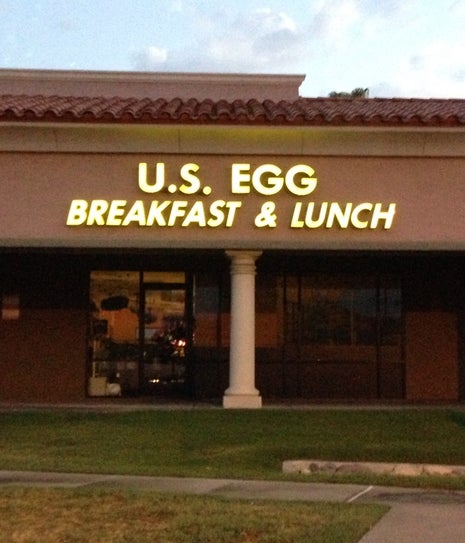 U.S. EGG
BREAKFAST & LUNCH